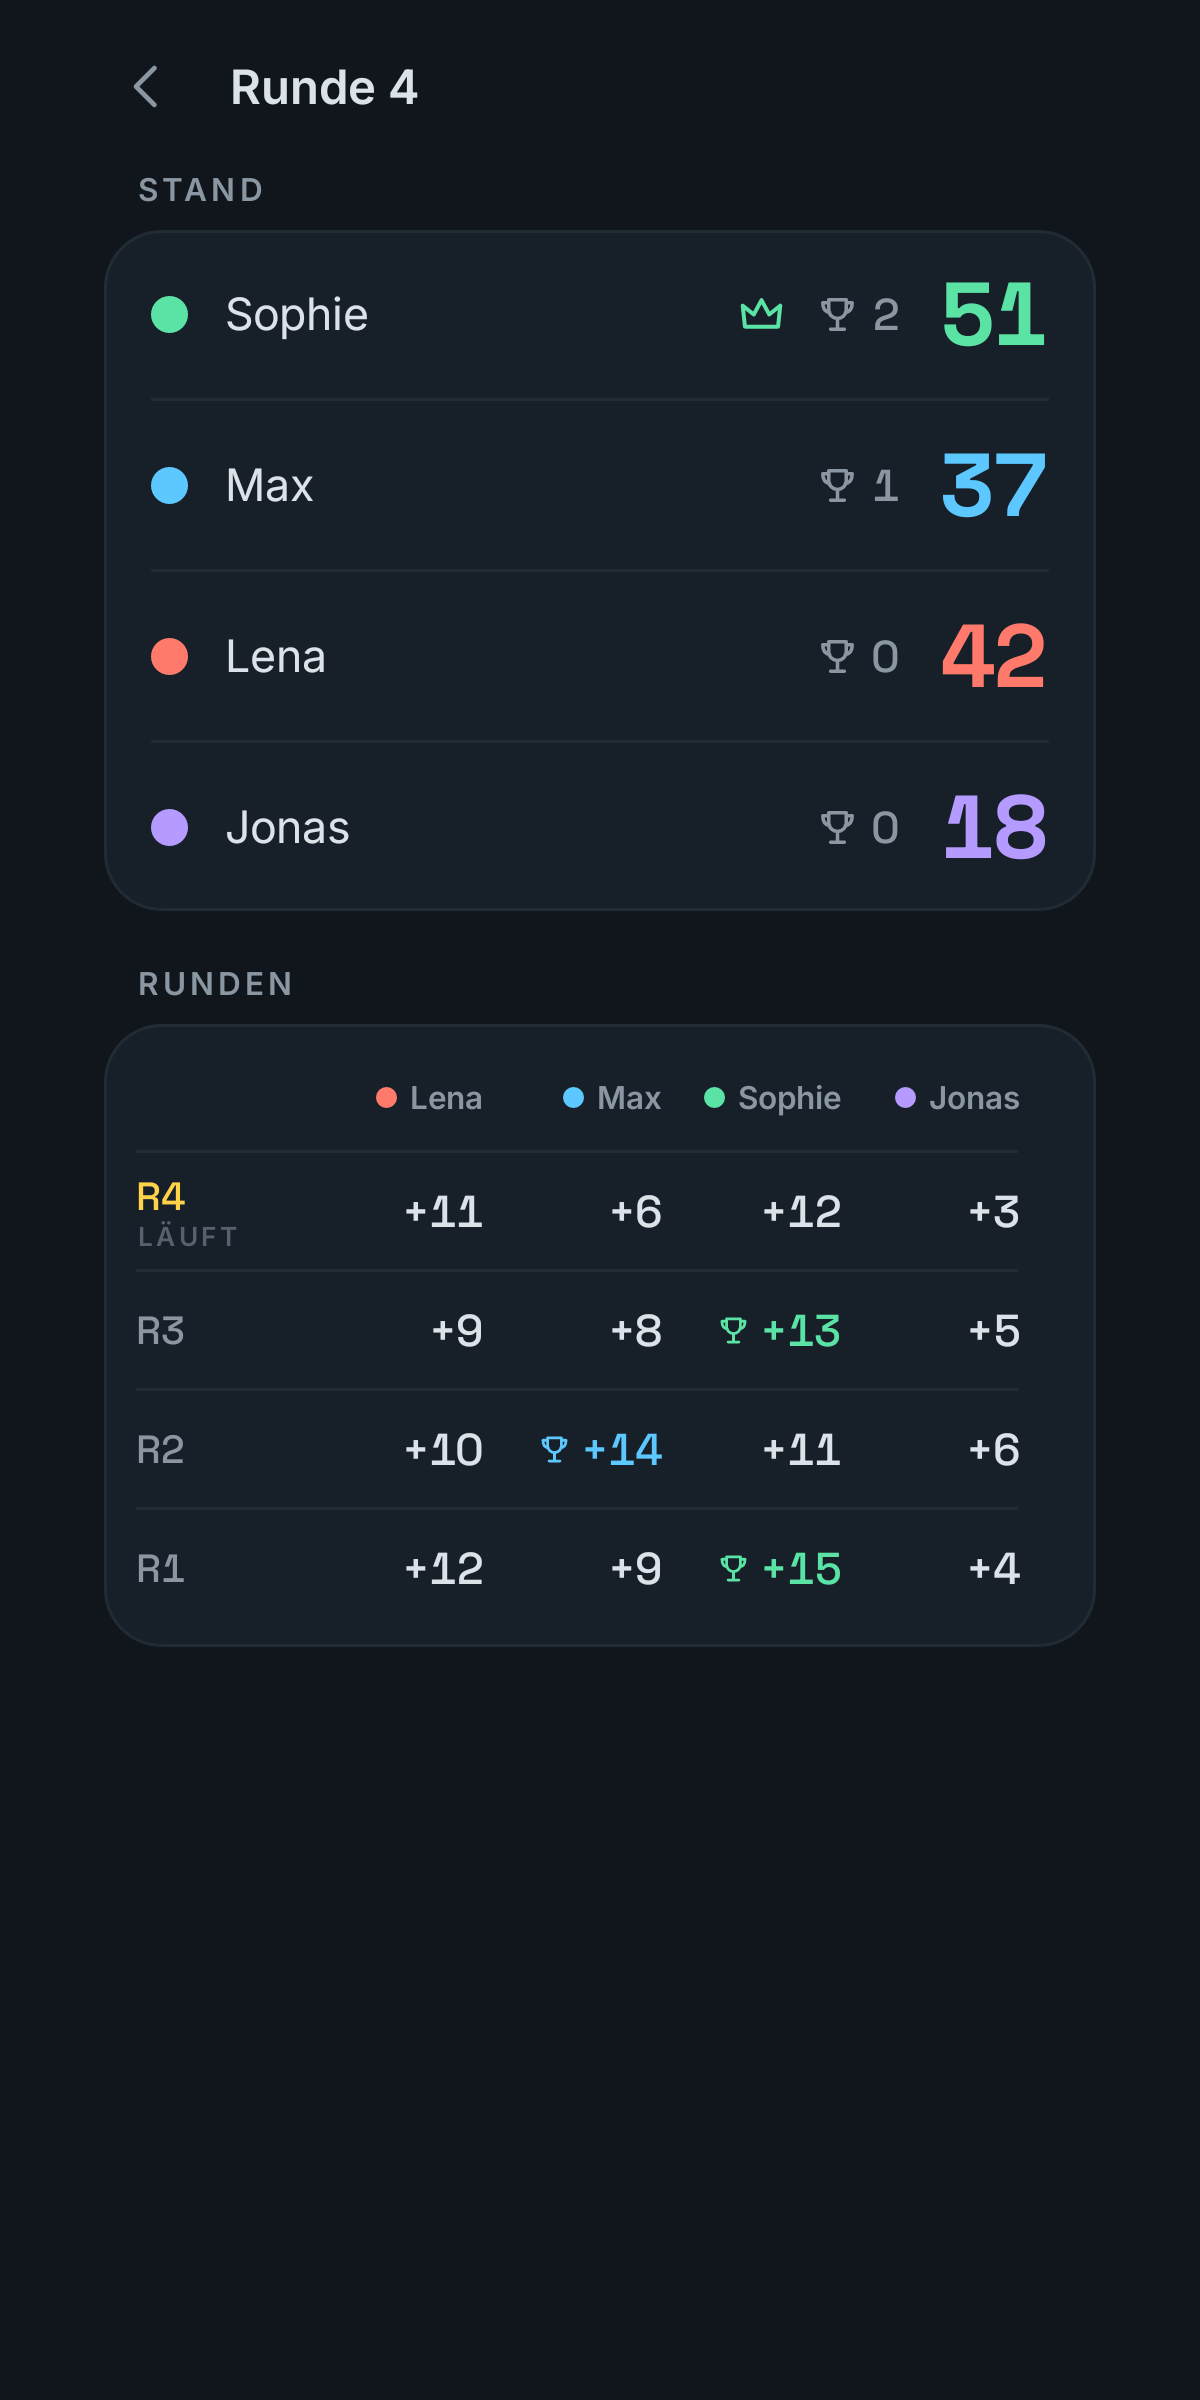 Runde 4
STAND
Sophie 2 51
Max 1 37
Lena 0 42
Jonas 0 18
RUNDEN
Lena Max Sophie Jonas
R4 +11 +6 +12 +3
LÄUFT
R3 +9 +8 +13 +5
R2 +10 +14 +11 +6
R1 +12 +9 +15 +4